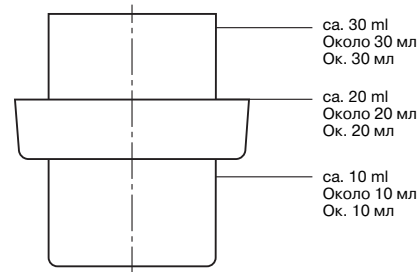 ca. 30 ml
Около 30 мл
Ок. 30 мл
ca. 20 ml
Около 20 мл
Ок. 20 мл
ca. 10 ml
Около 10 мл
Ок. 10 мл